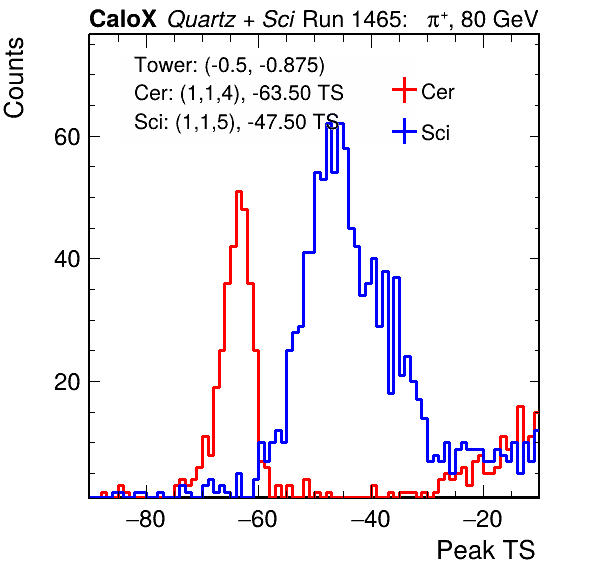 CaloX Quartz + Sci Run 1465: π⁺, 80 GeV
Counts
Tower: (-0.5, -0.875)
Cer: (1,1,4), -63.50 TS
Sci: (1,1,5), -47.50 TS
Cer
Sci
60
40
20
−80 −60 −40 −20
Peak TS